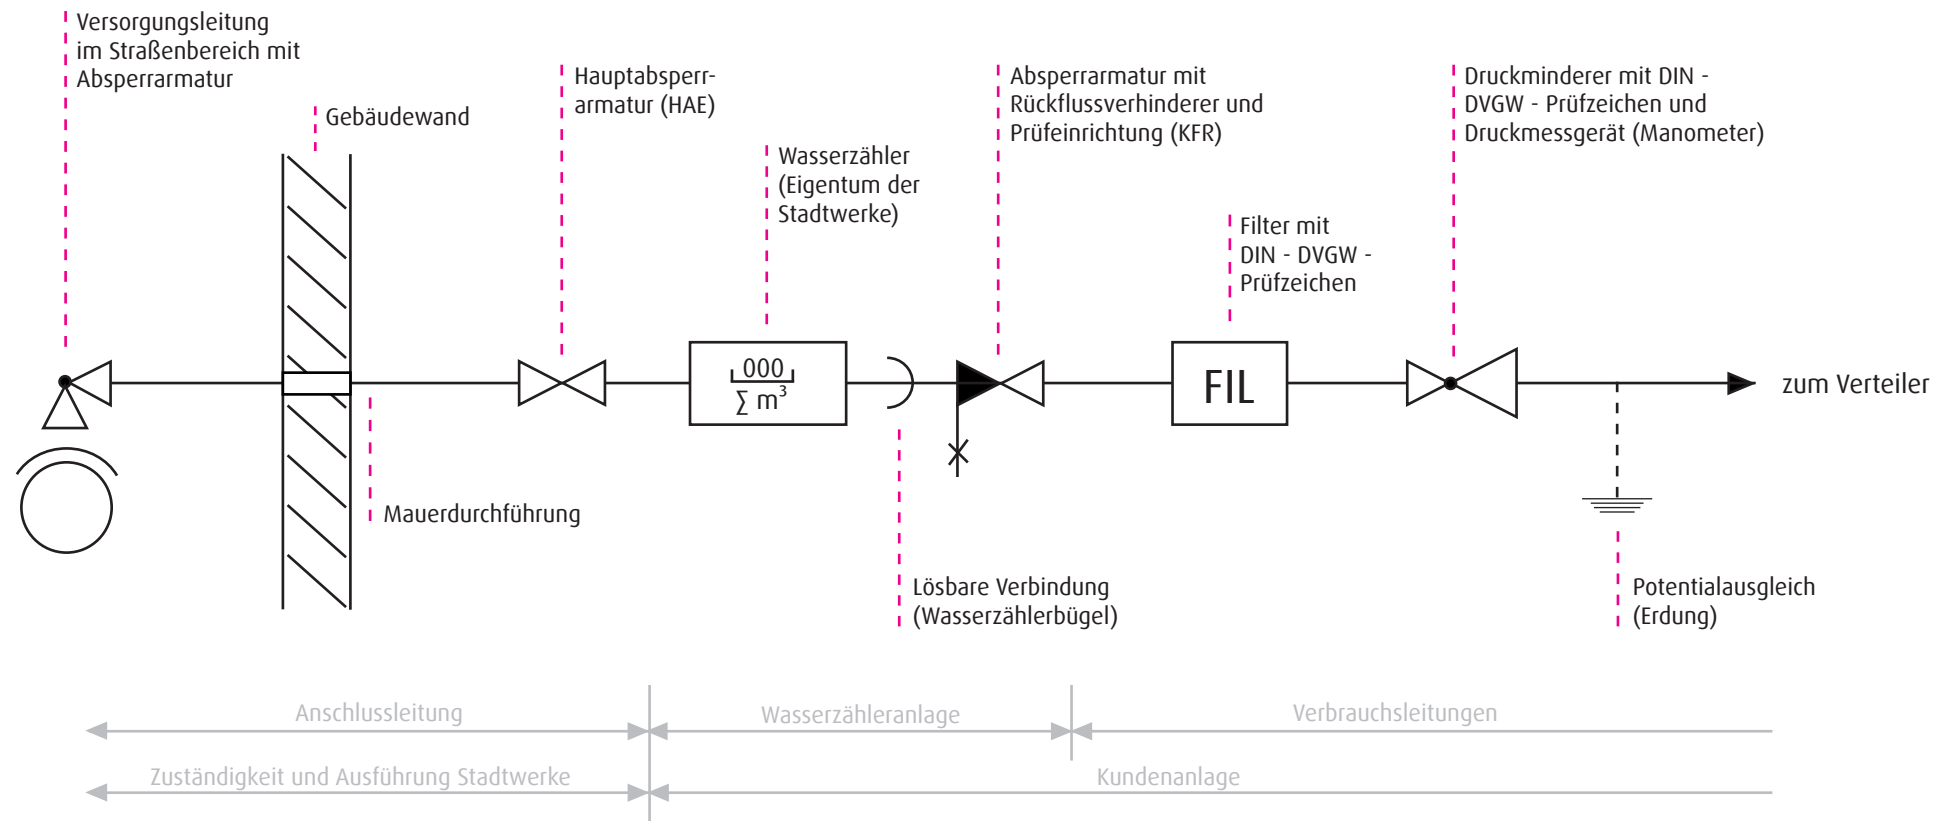 Versorgungsleitung
im Straßenbereich mit
Absperrarmatur
Gebäudewand
Hauptabsperr-
armatur (HAE)
Wasserzähler
(Eigentum der
Stadtwerke)
Absperrarmatur mit
Rückflussverhinderer und
Prüfeinrichtung (KFR)
Filter mit
DIN - DVGW -
Prüfzeichen
Druckminderer mit DIN -
DVGW - Prüfzeichen und
Druckmessgerät (Manometer)
000
∑ m³
FIL
zum Verteiler
Mauerdurchführung
Lösbare Verbindung
(Wasserzählerbügel)
Potentialausgleich
(Erdung)
Anschlussleitung
Wasserzähleranlage
Verbrauchsleitungen
Zuständigkeit und Ausführung Stadtwerke
Kundenanlage